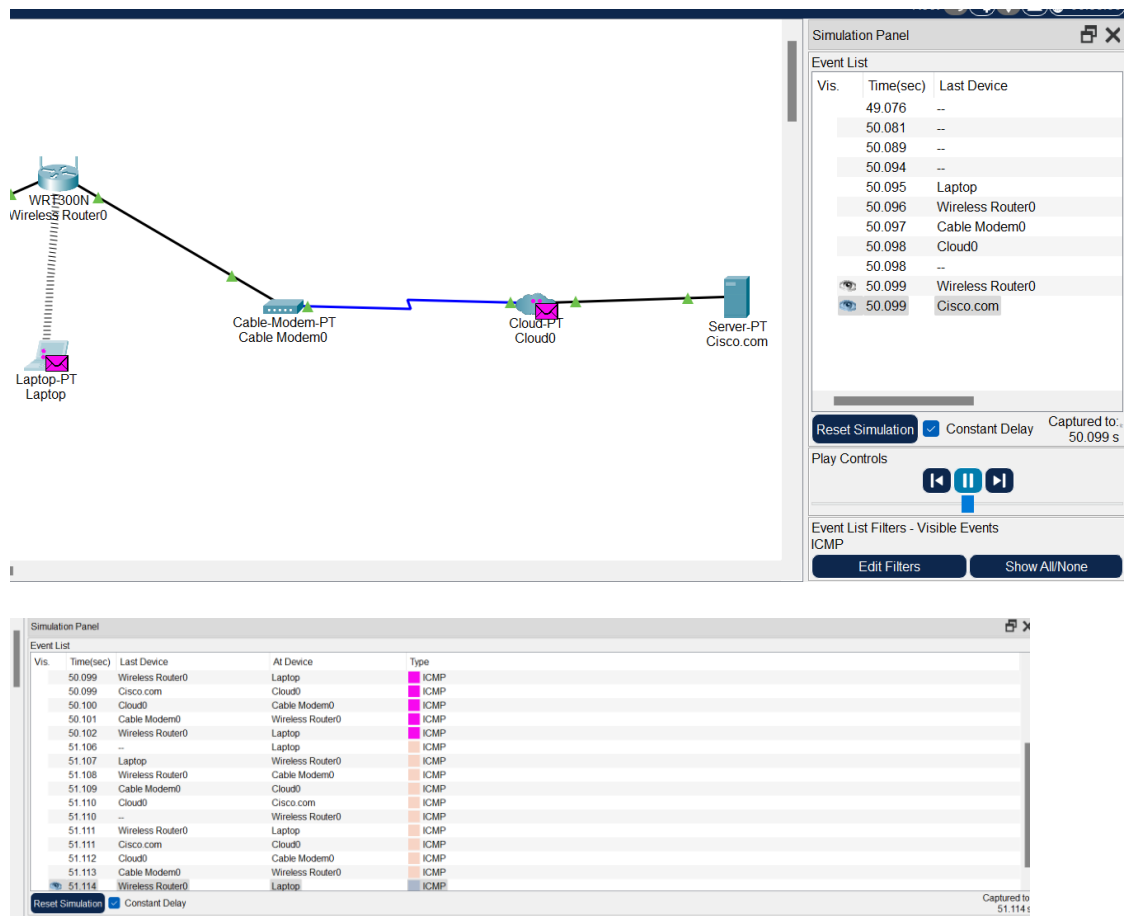 Simulation Panel
Event List
Vis. Time(sec) Last Device
49.076 --
50.081 --
50.089 --
50.094 --
50.095 Laptop
50.096 Wireless Router0
50.097 Cable Modem0
50.098 Cloud0
50.098 --
50.099 Wireless Router0
50.099 Cisco.com
Reset Simulation Constant Delay Captured to:
50.099 s
Play Controls
Event List Filters - Visible Events
ICMP
Edit Filters Show All/None
WRT300N
Wireless Router0
Cable-Modem-PT
Cable Modem0
Cloud-PT
Cloud0
Server-PT
Cisco.com
Laptop-PT
Laptop
Simulation Panel
Event List
Vis. Time(sec) Last Device At Device Type
50.099 Wireless Router0 Laptop ICMP
50.099 Cisco.com Cloud0 ICMP
50.100 Cloud0 Cable Modem0 ICMP
50.101 Cable Modem0 Wireless Router0 ICMP
50.102 Wireless Router0 Laptop ICMP
51.106 -- Laptop ICMP
51.107 Laptop Wireless Router0 ICMP
51.108 Wireless Router0 Cable Modem0 ICMP
51.109 Cable Modem0 Cloud0 ICMP
51.110 Cloud0 Cisco.com ICMP
51.110 -- Wireless Router0 ICMP
51.111 Wireless Router0 Laptop ICMP
51.111 Cisco.com Cloud0 ICMP
51.112 Cloud0 Cable Modem0 ICMP
51.113 Cable Modem0 Wireless Router0 ICMP
51.114 Wireless Router0 Laptop ICMP
Reset Simulation Constant Delay Captured to
51.114 s